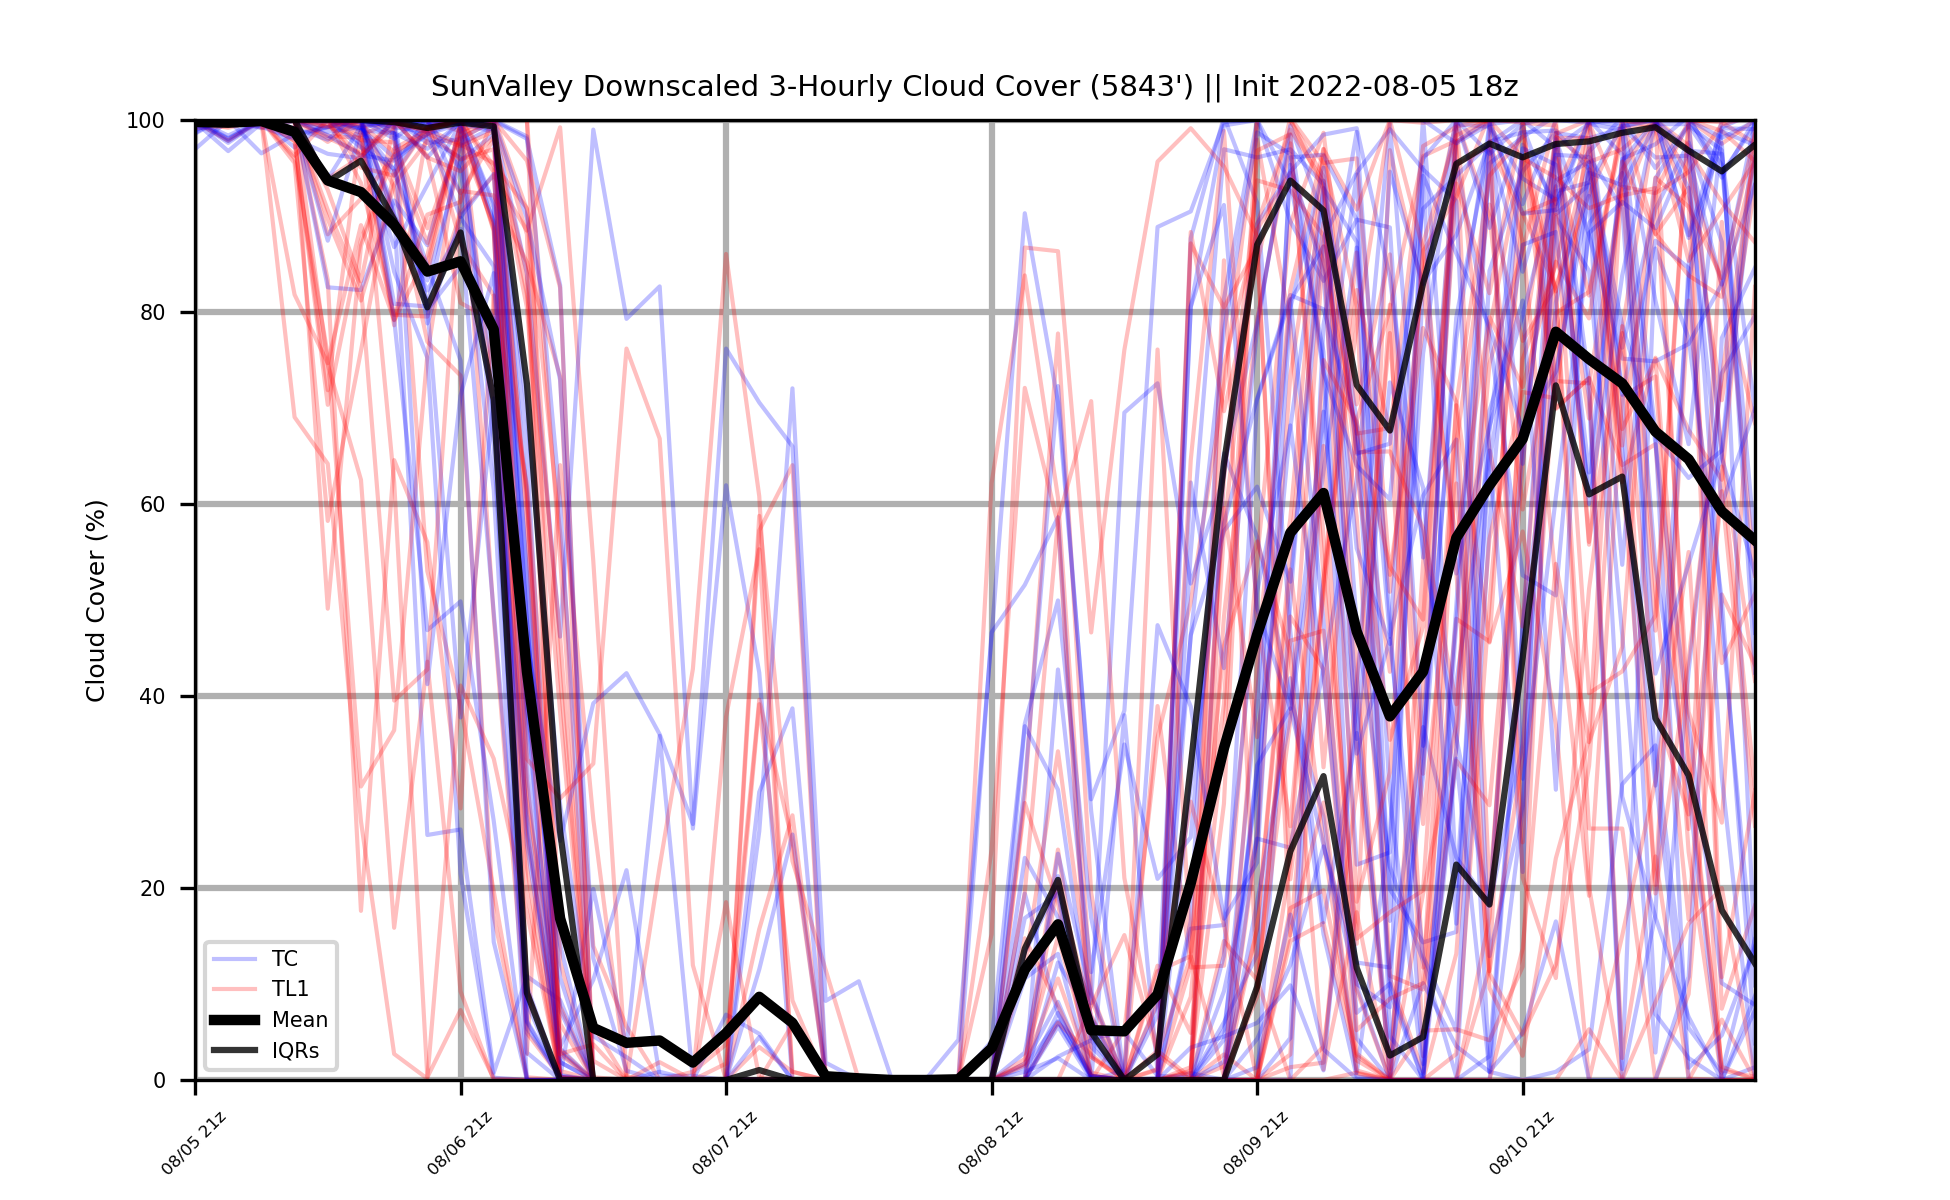 SunValley Downscaled 3-Hourly Cloud Cover (5843') || Init 2022-08-05 18z
Cloud Cover (%)
100
80
60
40
20
0
TC
TL1
Mean
IQRs
08/05 21z
08/06 21z
08/07 21z
08/08 21z
08/09 21z
08/10 21z